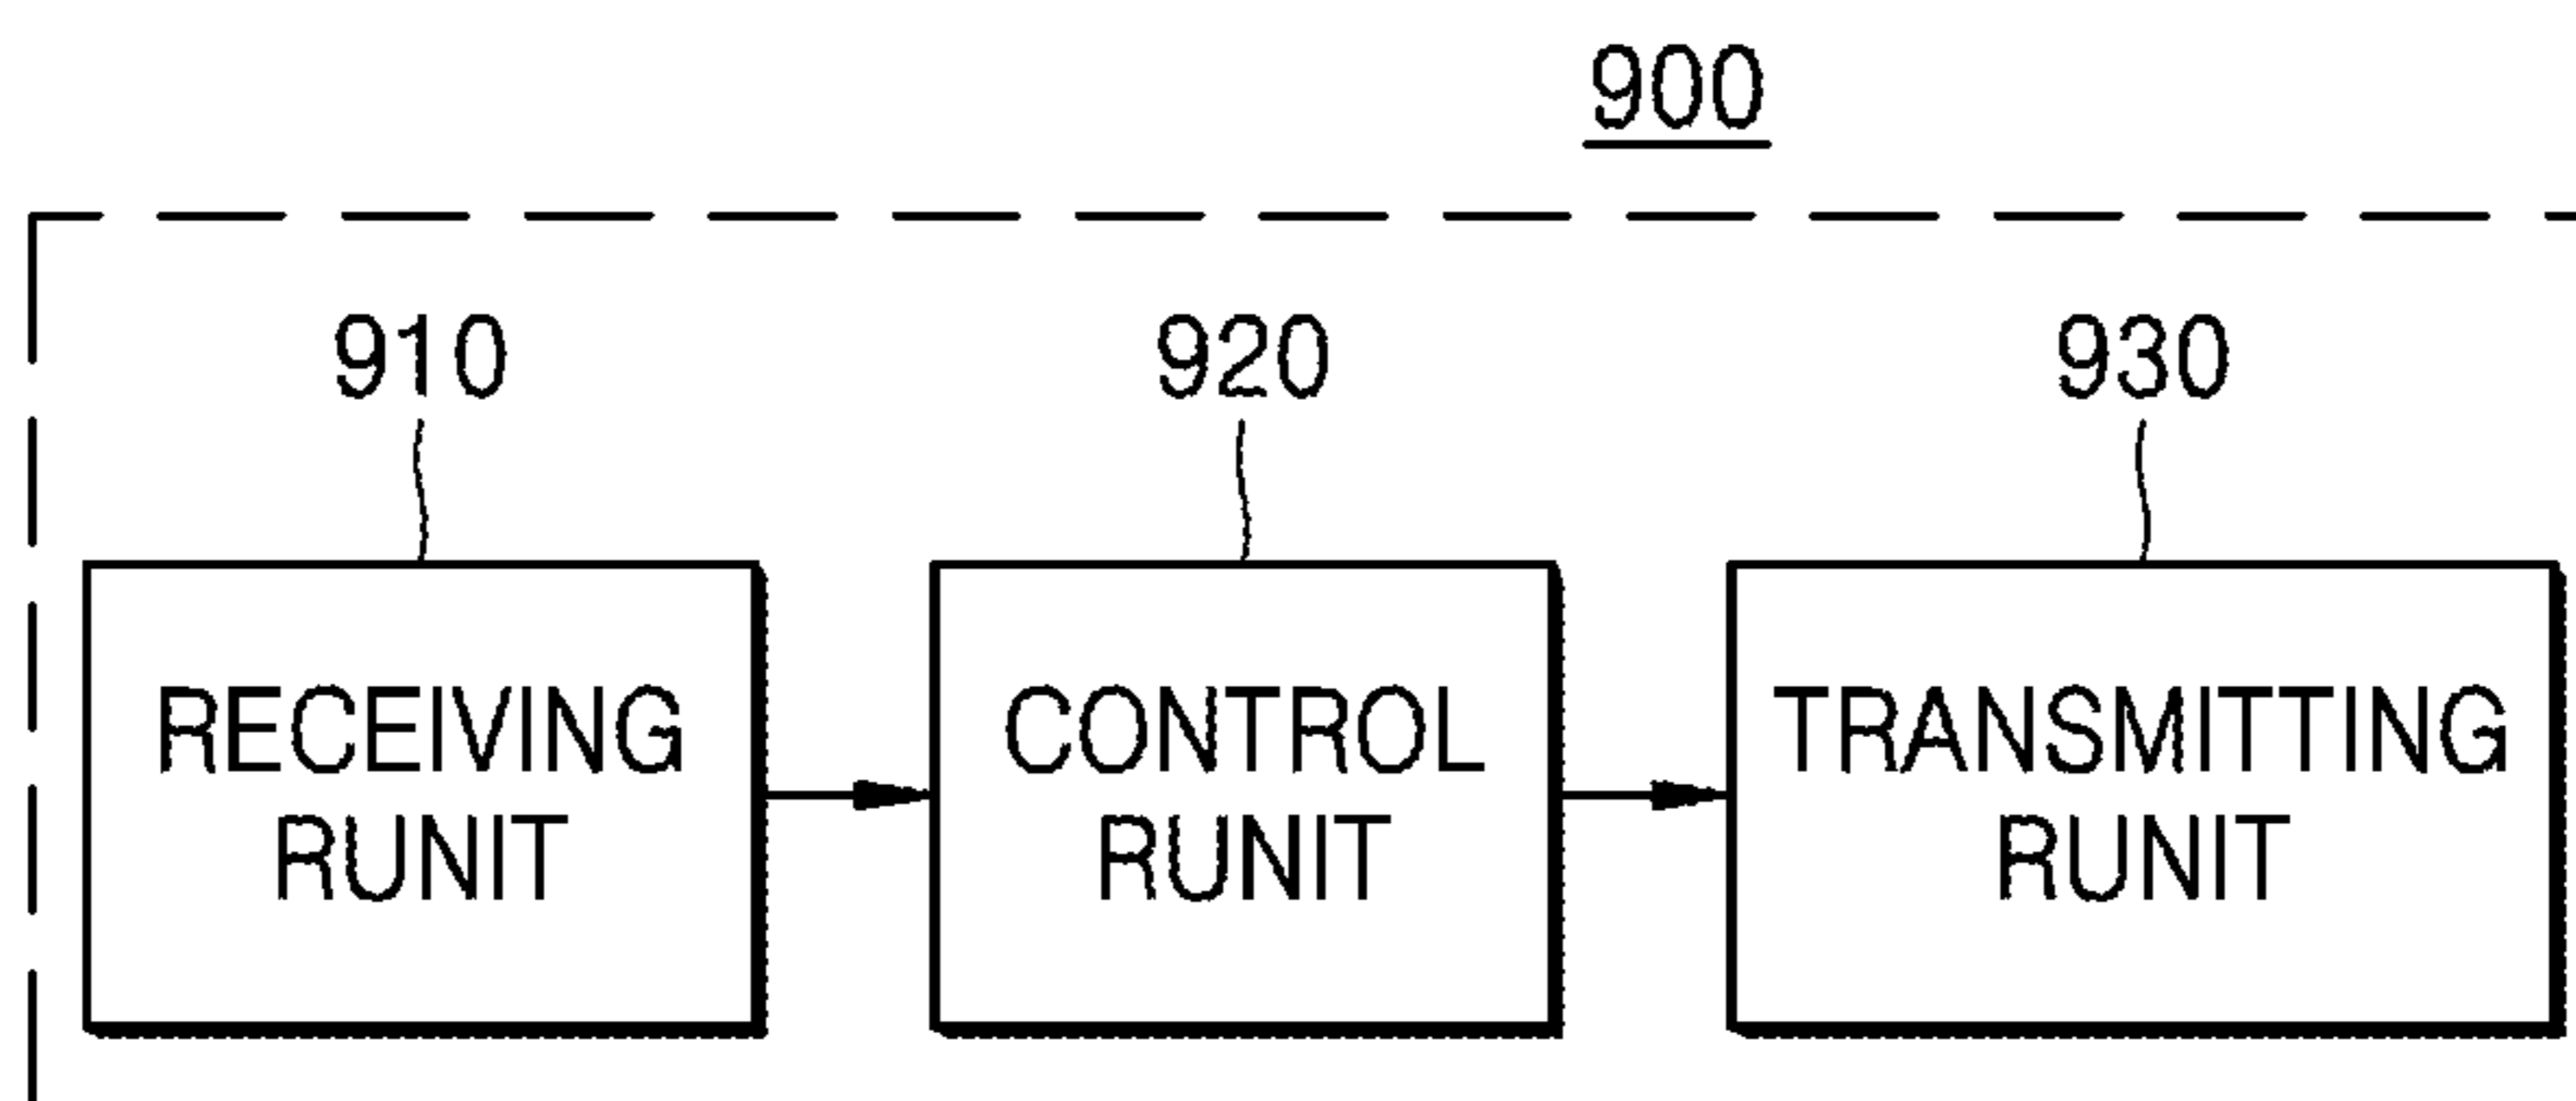 900
910
920
930
RECEIVING
RUNIT
CONTROL
RUNIT
TRANSMITTING
RUNIT